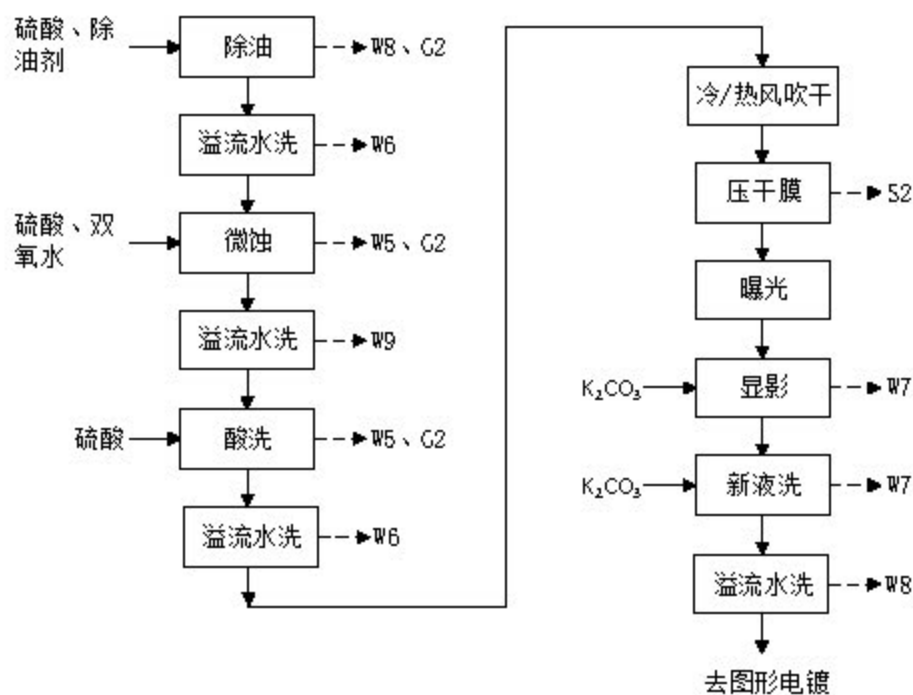 硫酸、除
油剂
除油
W8、G2
溢流水洗
W6
硫酸、双
氧水
微蚀
W5、G2
溢流水洗
W9
硫酸
酸洗
W5、G2
溢流水洗
W6
冷/热风吹干
压干膜
S2
曝光
K₂CO₃
显影
W7
K₂CO₃
新液洗
W7
溢流水洗
W8
去图形电镀